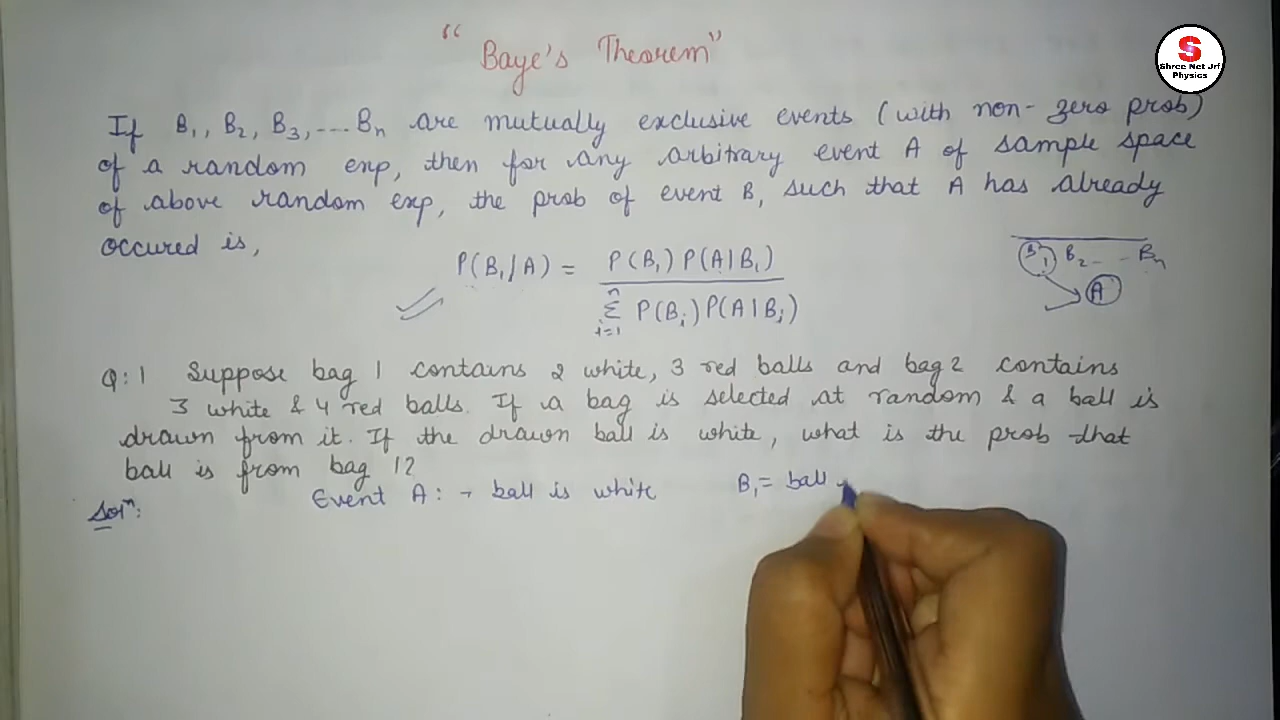 “ Baye's Theorem”
S
Shree Net Jrf
Physics
If B₁, B₂, B₃, ---- Bn are mutually exclusive events (with non-zero prob)
of a random exp, then for any arbitrary event A of sample space
of above random exp, the prob of event B, such that A has already
occured is,
P(B₁/A) = P(B₁) P(A|B₁)
n
Σ P(Bᵢ) P(A|Bᵢ)
i=1
B₁ B₂ -- -- Bn
A
Q:1 Suppose bag 1 contains 2 white, 3 red balls and bag 2 contains
3 white & 4 red balls. If a bag is selected at random & a ball is
drawn from it. If the drawn ball is white, what is the prob that
ball is from bag 1?
Solⁿ: Event A: → ball is white B₁ = ball